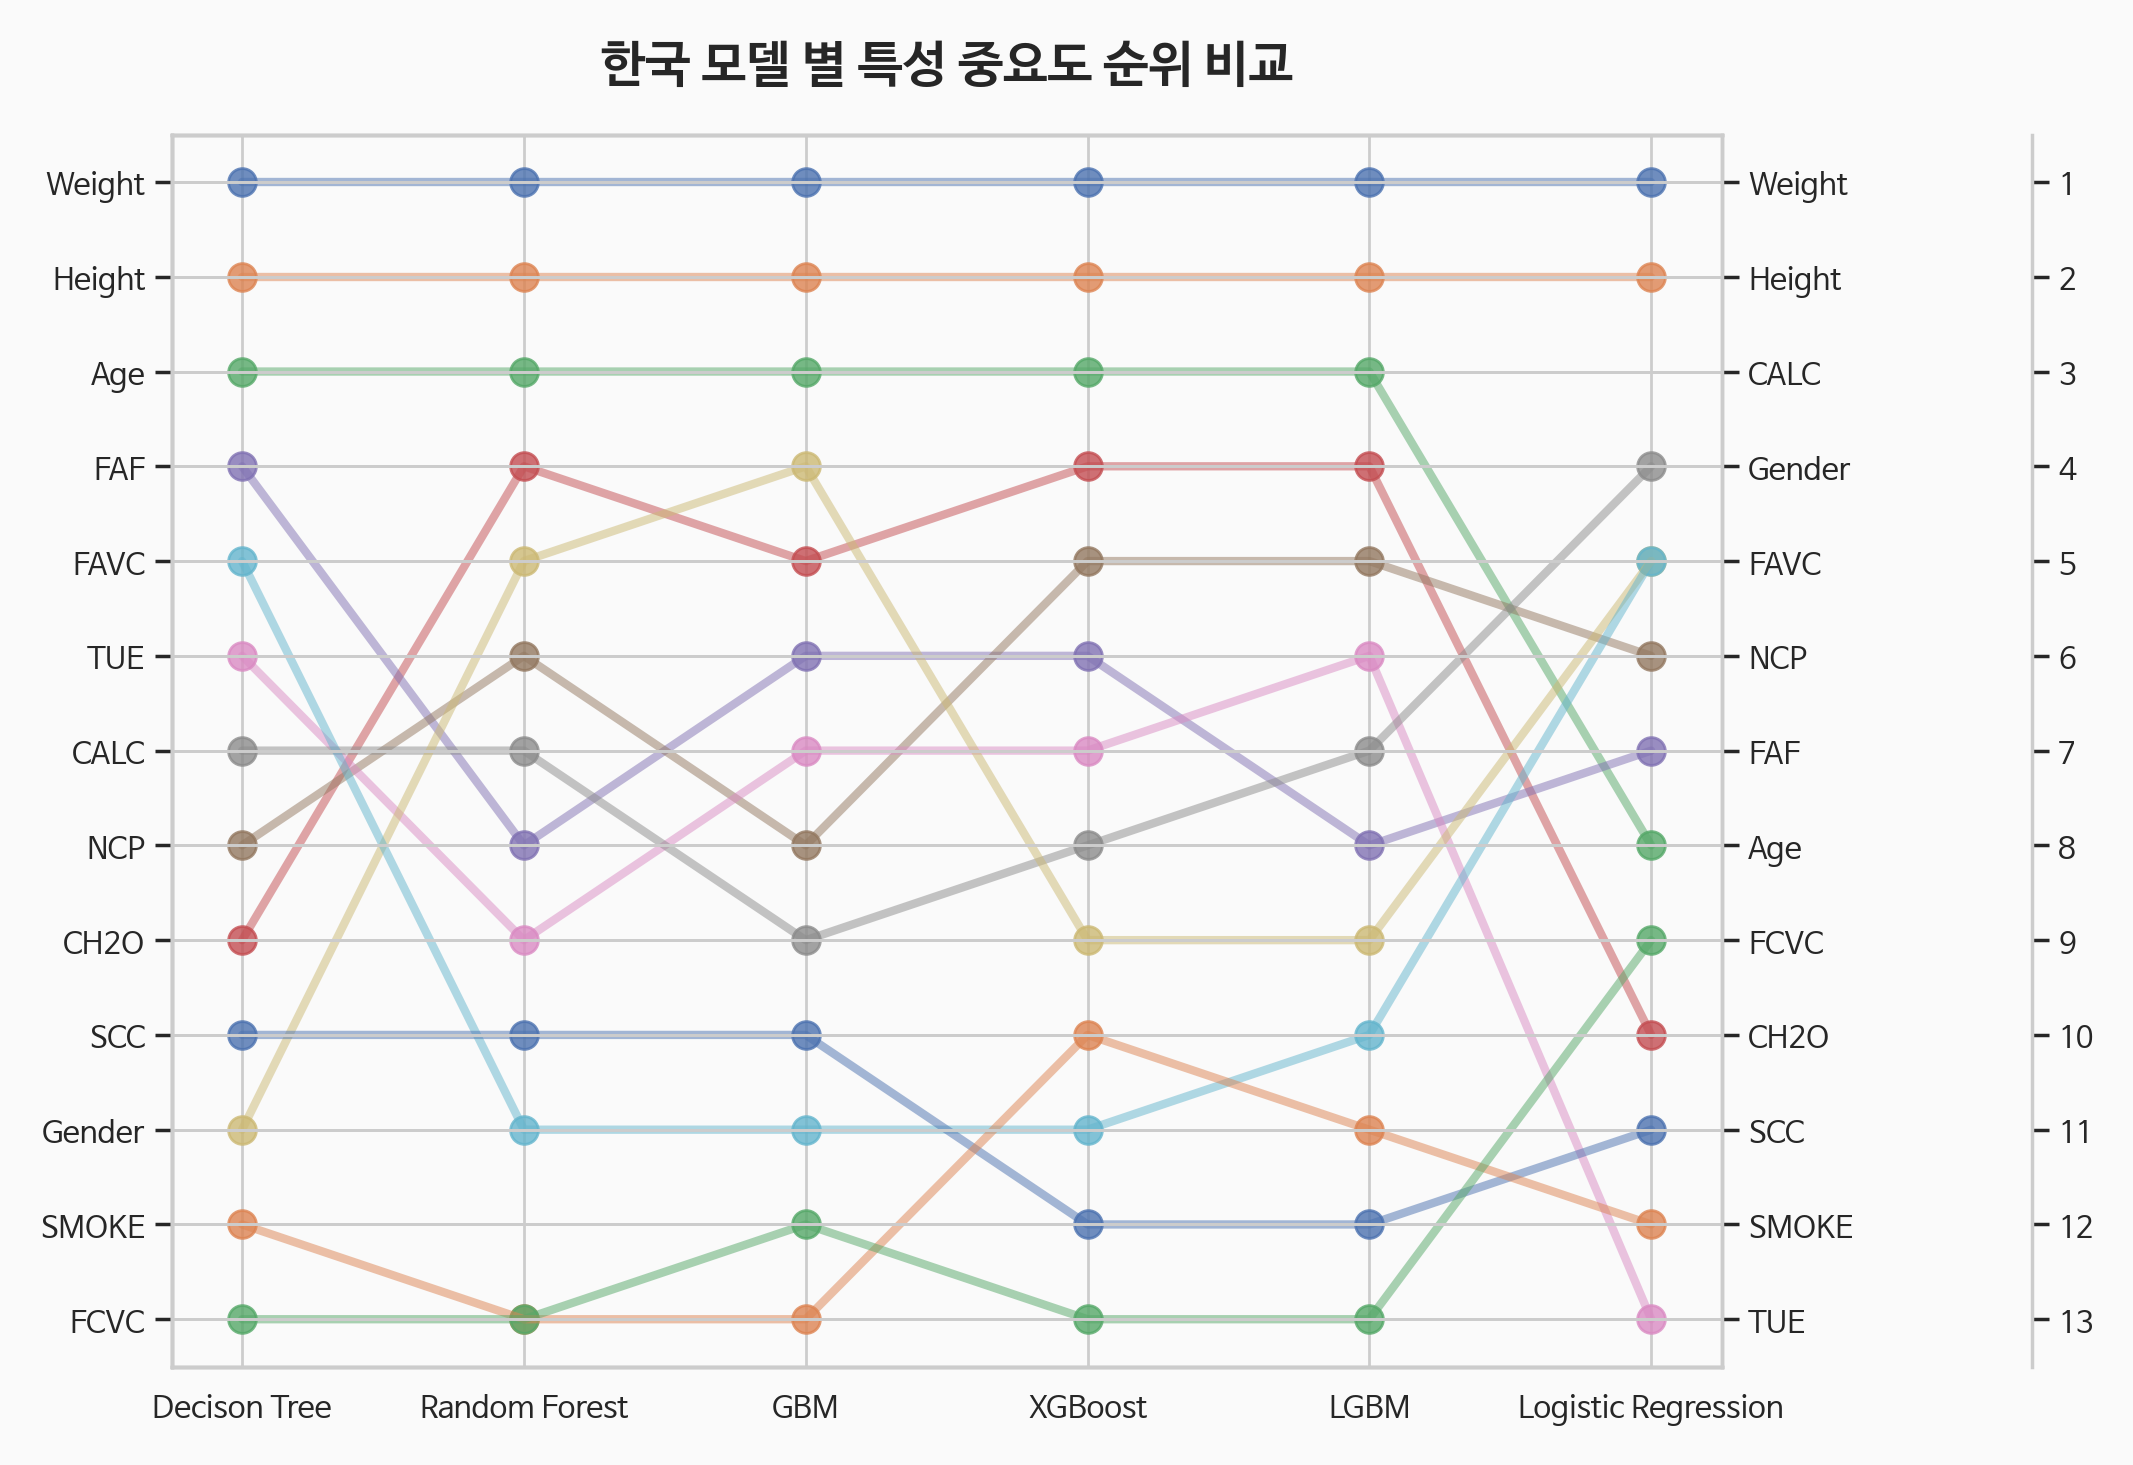 한국 모델 별 특성 중요도 순위 비교
Weight Weight 1
Height Height 2
Age CALC 3
FAF Gender 4
FAVC FAVC 5
TUE NCP 6
CALC FAF 7
NCP Age 8
CH2O FCVC 9
SCC CH2O 10
Gender SCC 11
SMOKE SMOKE 12
FCVC TUE 13
Decison Tree Random Forest GBM XGBoost LGBM Logistic Regression